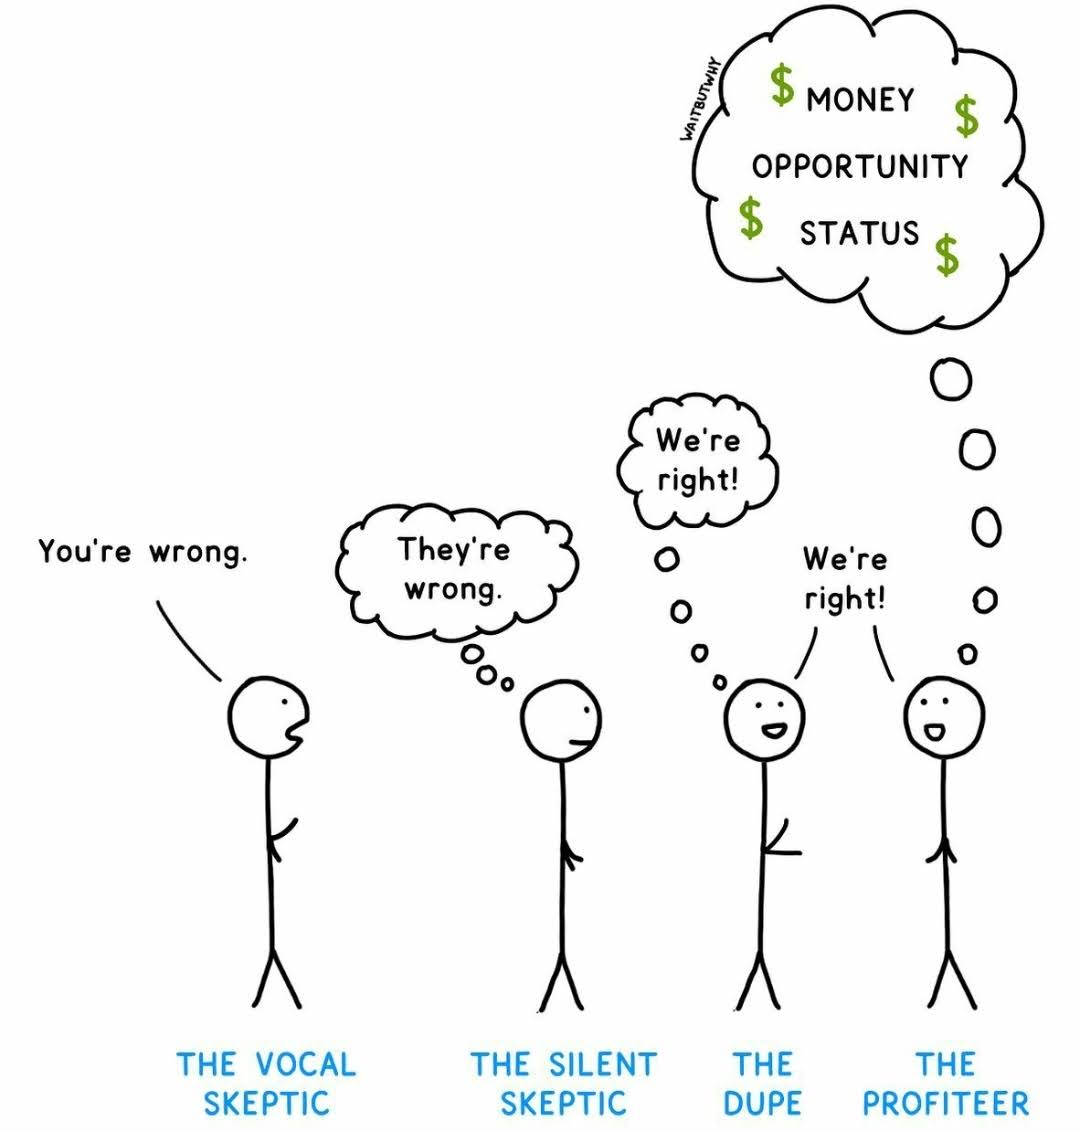 WAITBUTWHY
$ MONEY $
OPPORTUNITY
$ STATUS $
We're
right!
You're wrong.
They're
wrong.
We're
right!
THE VOCAL
SKEPTIC
THE SILENT
SKEPTIC
THE
DUPE
THE
PROFITEER